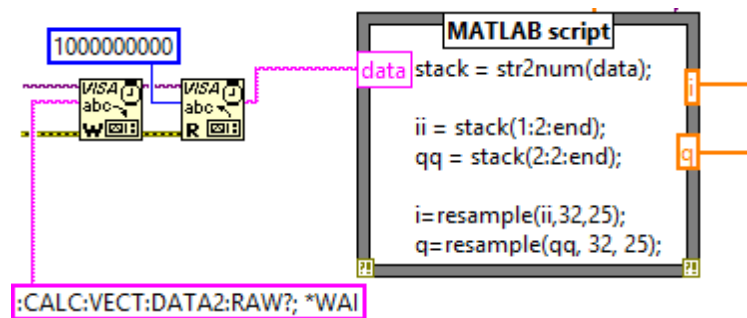 MATLAB script
1000000000
VISA
abc
W
VISA
abc
R
data
stack = str2num(data);
ii = stack(1:2:end);
qq = stack(2:2:end);
i=resample(ii,32,25);
q=resample(qq, 32, 25);
i
q
:CALC:VECT:DATA2:RAW?; *WAI